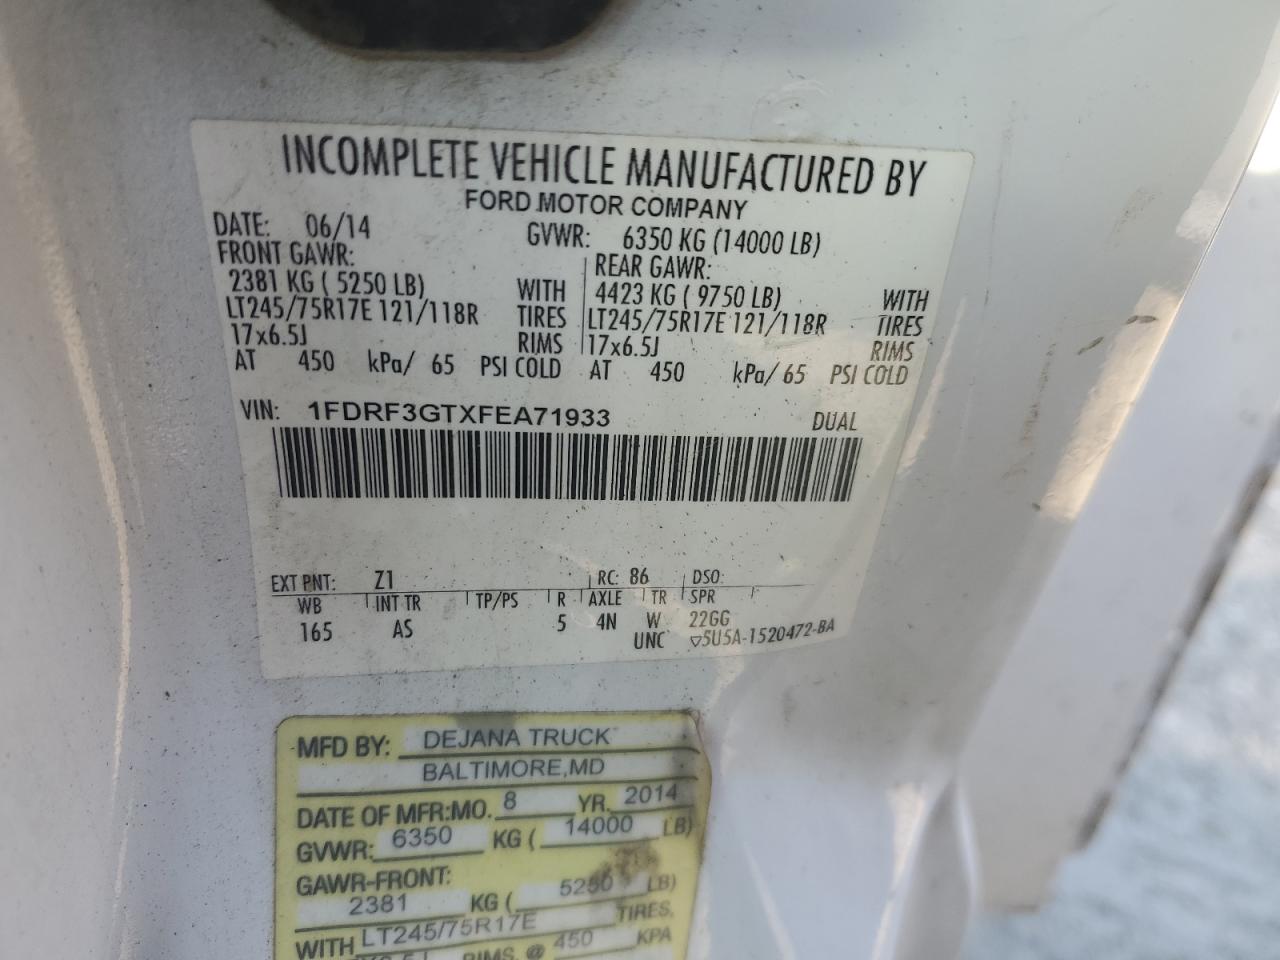 INCOMPLETE VEHICLE MANUFACTURED BY
FORD MOTOR COMPANY
DATE: 06/14 GVWR: 6350 KG (14000 LB)
FRONT GAWR: REAR GAWR:
2381 KG ( 5250 LB) WITH 4423 KG ( 9750 LB) WITH
LT245/75R17E 121/118R TIRES LT245/75R17E 121/118R TIRES
17x6.5J RIMS 17x6.5J RIMS
AT 450 kPa/ 65 PSI COLD AT 450 kPa/ 65 PSI COLD
VIN: 1FDRF3GTXFEA71933 DUAL
EXT PNT: Z1 RC: 86 DSO:
WB INT TR TP/PS R AXLE TR SPR
165 AS 5 4N W 22GG
UNC ▽5U5A-1520472-BA
MFD BY: DEJANA TRUCK
BALTIMORE,MD
DATE OF MFR:MO. 8 YR. 2014
GVWR: 6350 KG ( 14000 LB)
GAWR-FRONT:
2381 KG ( 5250 LB)
WITH LT245/75R17E TIRES,
RIMS, @ 450 KPA